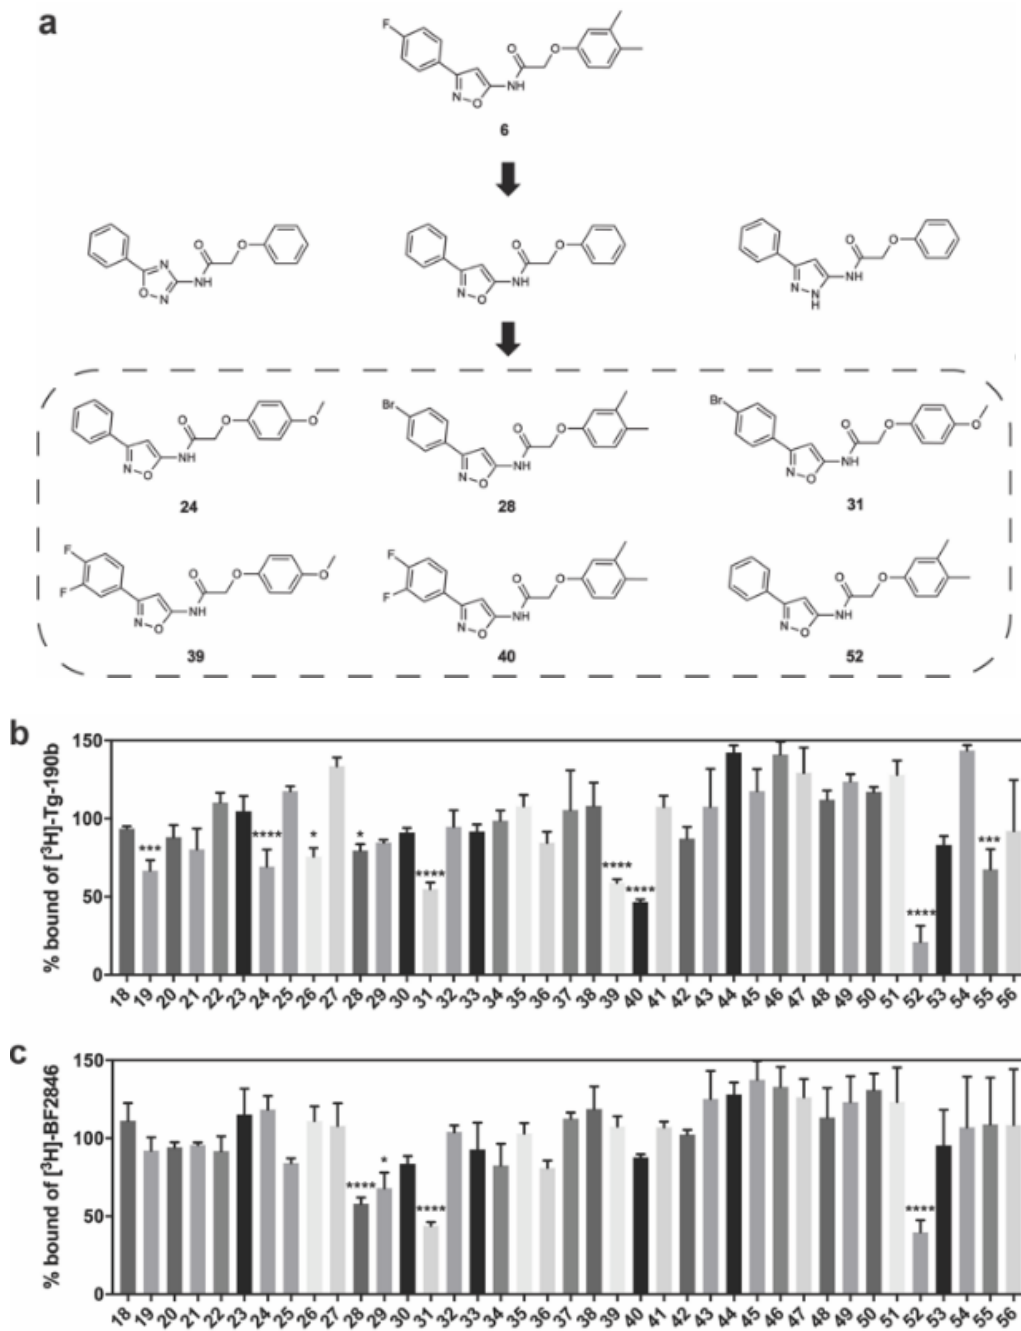 a
F
O
O
N
O
NH
6
N
O
N
O
NH
O
O
O
N
O
NH
O
O
N
N
H
NH
O
N
O
NH
O
O
24
Br
N
O
NH
O
O
28
Br
N
O
NH
O
O
O
31
F
F
N
O
NH
O
O
O
39
F
F
N
O
NH
O
O
40
N
O
NH
O
O
52
b
% bound of [³H]-Tg-190b
150
100
50
0
*** **** * * **** **** **** **** ***
18 19 20 21 22 23 24 25 26 27 28 29 30 31 32 33 34 35 36 37 38 39 40 41 42 43 44 45 46 47 48 49 50 51 52 53 54 55 56
c
% bound of [³H]-BF2846
150
100
50
0
**** * **** ****
18 19 20 21 22 23 24 25 26 27 28 29 30 31 32 33 34 35 36 37 38 39 40 41 42 43 44 45 46 47 48 49 50 51 52 53 54 55 56